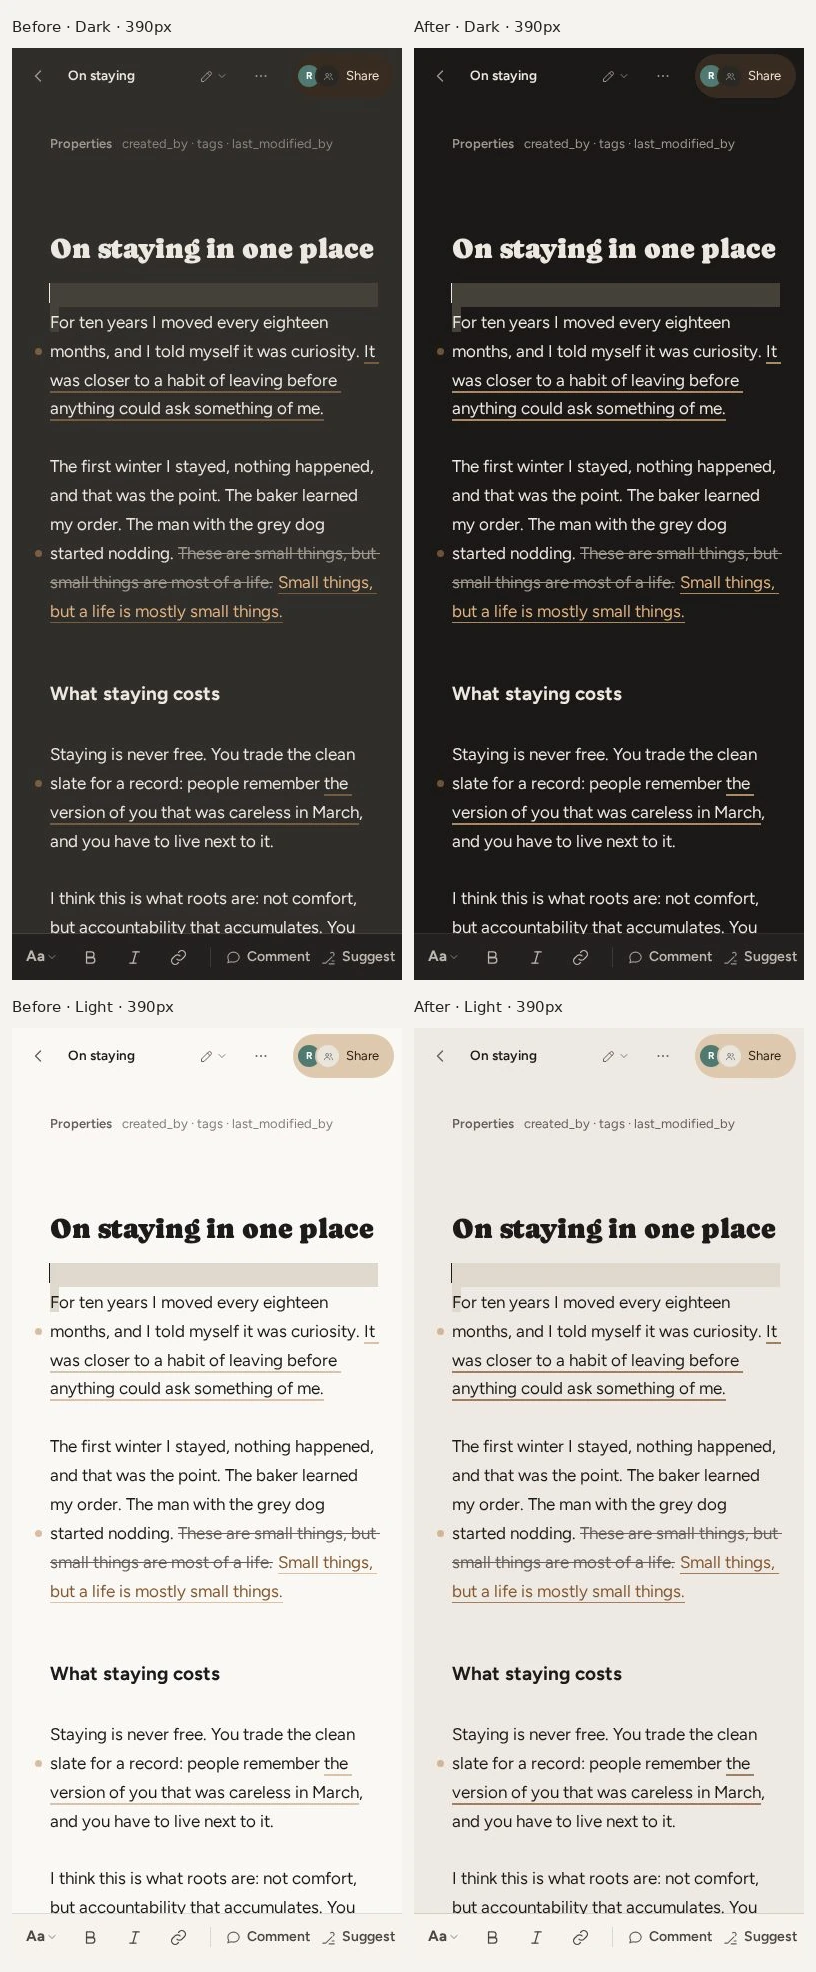 Before · Dark · 390px
On staying
R
Share
Properties created_by · tags · last_modified_by
On staying in one place
For ten years I moved every eighteen
months, and I told myself it was curiosity. It
was closer to a habit of leaving before
anything could ask something of me.
The first winter I stayed, nothing happened,
and that was the point. The baker learned
my order. The man with the grey dog
started nodding. These are small things, but
small things are most of a life. Small things,
but a life is mostly small things.
What staying costs
Staying is never free. You trade the clean
slate for a record: people remember the
version of you that was careless in March,
and you have to live next to it.
I think this is what roots are: not comfort,
but accountability that accumulates. You
Aa B I Comment Suggest
After · Dark · 390px
On staying
R
Share
Properties created_by · tags · last_modified_by
On staying in one place
For ten years I moved every eighteen
months, and I told myself it was curiosity. It
was closer to a habit of leaving before
anything could ask something of me.
The first winter I stayed, nothing happened,
and that was the point. The baker learned
my order. The man with the grey dog
started nodding. These are small things, but
small things are most of a life. Small things,
but a life is mostly small things.
What staying costs
Staying is never free. You trade the clean
slate for a record: people remember the
version of you that was careless in March,
and you have to live next to it.
I think this is what roots are: not comfort,
but accountability that accumulates. You
Aa B I Comment Suggest
Before · Light · 390px
On staying
R
Share
Properties created_by · tags · last_modified_by
On staying in one place
For ten years I moved every eighteen
months, and I told myself it was curiosity. It
was closer to a habit of leaving before
anything could ask something of me.
The first winter I stayed, nothing happened,
and that was the point. The baker learned
my order. The man with the grey dog
started nodding. These are small things, but
small things are most of a life. Small things,
but a life is mostly small things.
What staying costs
Staying is never free. You trade the clean
slate for a record: people remember the
version of you that was careless in March,
and you have to live next to it.
I think this is what roots are: not comfort,
but accountability that accumulates. You
Aa B I Comment Suggest
After · Light · 390px
On staying
R
Share
Properties created_by · tags · last_modified_by
On staying in one place
For ten years I moved every eighteen
months, and I told myself it was curiosity. It
was closer to a habit of leaving before
anything could ask something of me.
The first winter I stayed, nothing happened,
and that was the point. The baker learned
my order. The man with the grey dog
started nodding. These are small things, but
small things are most of a life. Small things,
but a life is mostly small things.
What staying costs
Staying is never free. You trade the clean
slate for a record: people remember the
version of you that was careless in March,
and you have to live next to it.
I think this is what roots are: not comfort,
but accountability that accumulates. You
Aa B I Comment Suggest